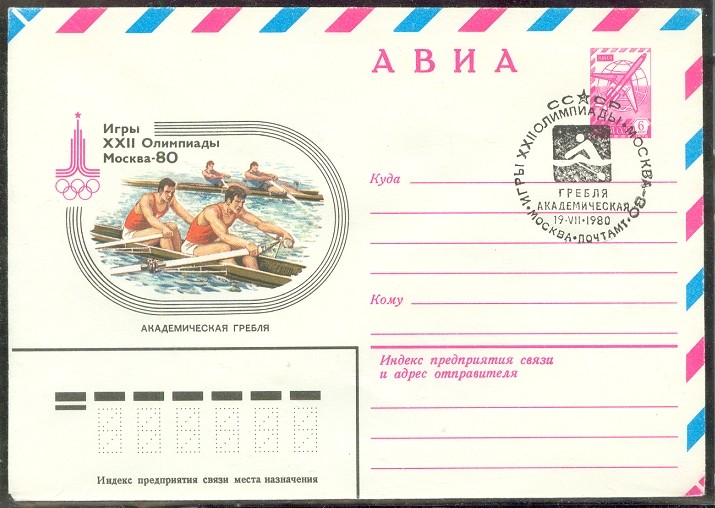 АВИА
Игры
XXII Олимпиады
Москва-80
АКАДЕМИЧЕСКАЯ ГРЕБЛЯ
СССР
•ИГРЫ XXII ОЛИМПИАДЫ•МОСКВА-80•
ГРЕБЛЯ
АКАДЕМИЧЕСКАЯ
19•VII•1980
МОСКВА•ПОЧТАМТ
6
Куда
Кому
Индекс предприятия связи
и адрес отправителя
Индекс предприятия связи места назначения